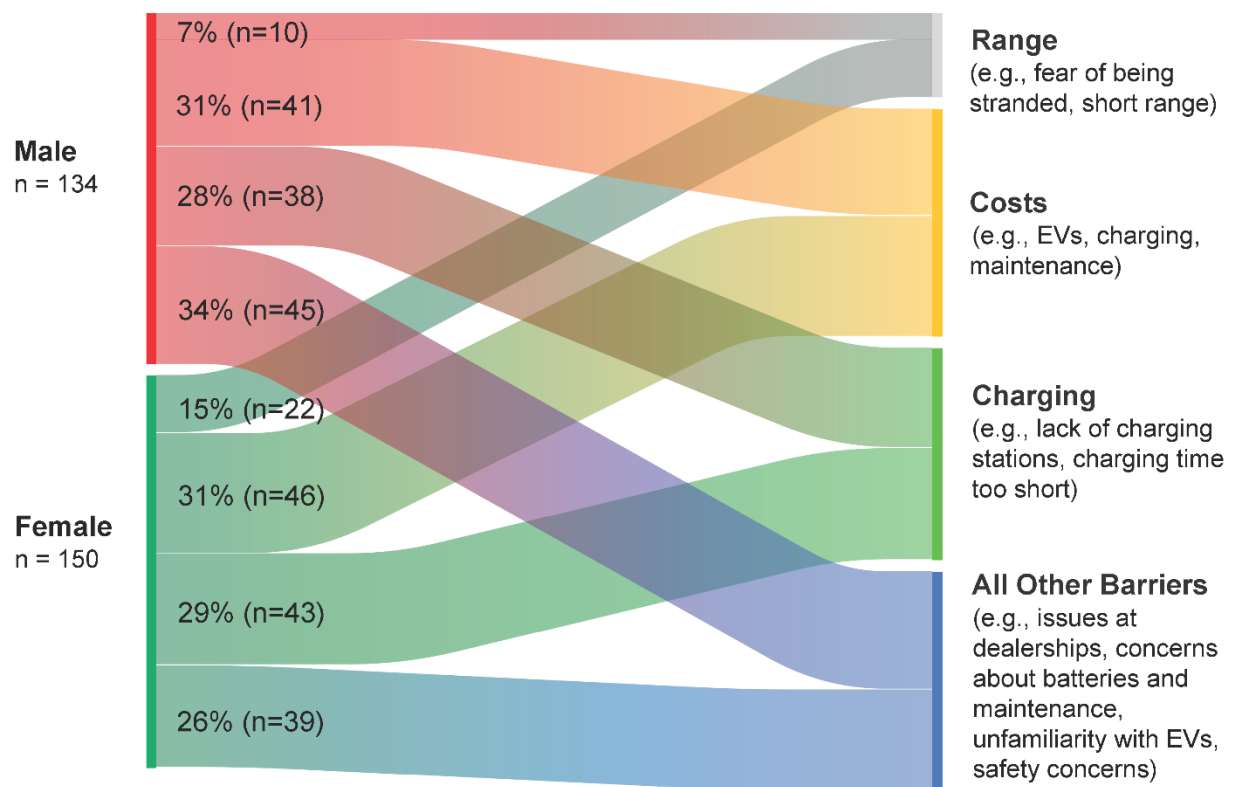 Male
n = 134
7% (n=10)
31% (n=41)
28% (n=38)
34% (n=45)
Female
n = 150
15% (n=22)
31% (n=46)
29% (n=43)
26% (n=39)
Range
(e.g., fear of being
stranded, short range)
Costs
(e.g., EVs, charging,
maintenance)
Charging
(e.g., lack of charging
stations, charging time
too short)
All Other Barriers
(e.g., issues at
dealerships, concerns
about batteries and
maintenance,
unfamiliarity with EVs,
safety concerns)